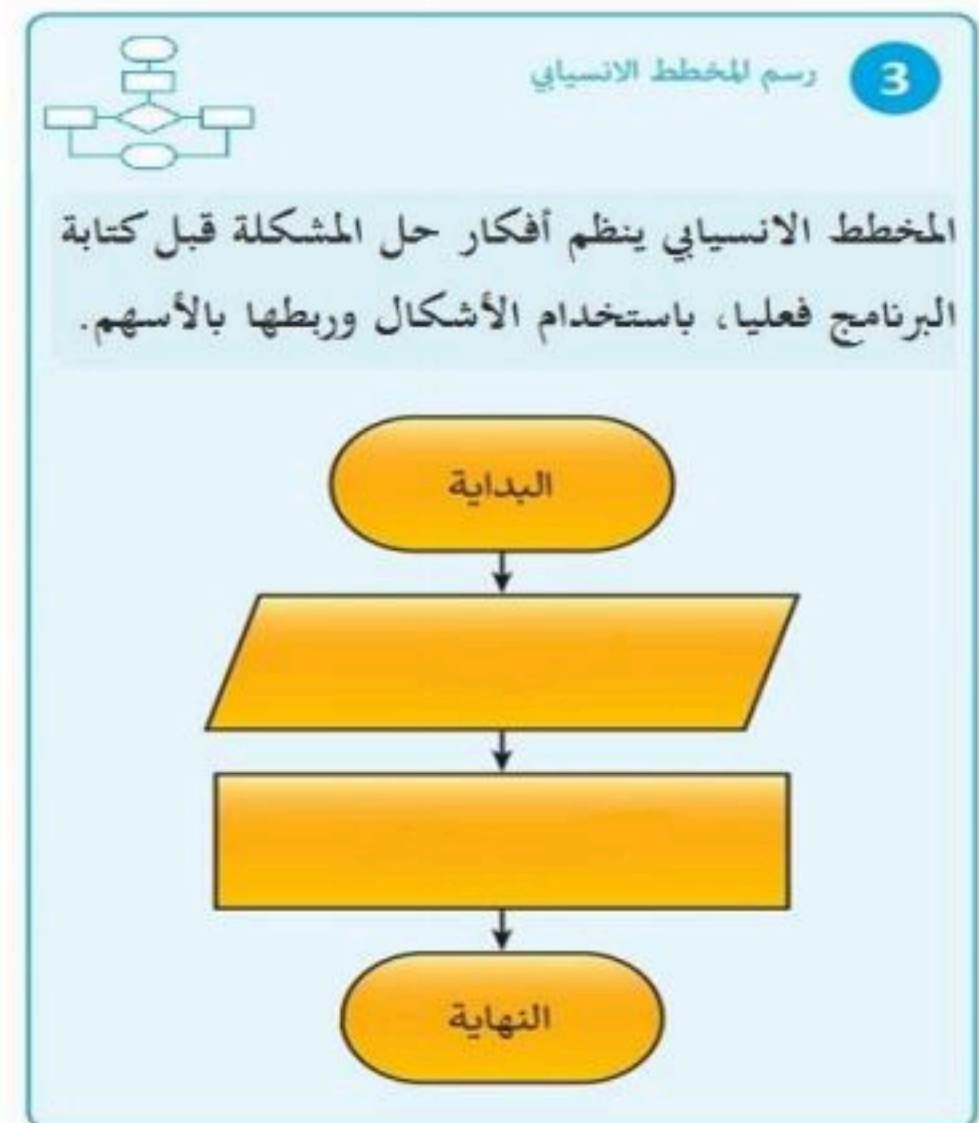 3 رسم المخطط الانسيابي
المخطط الانسيابي ينظم أفكار حل المشكلة قبل كتابة
البرنامج فعليا، باستخدام الأشكال وربطها بالأسهم.
البداية
النهاية